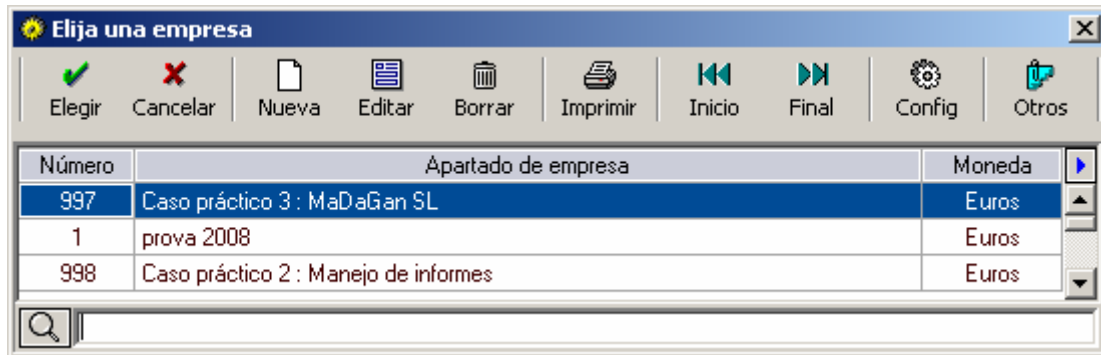 Elija una empresa
Elegir Cancelar Nueva Editar Borrar Imprimir Inicio Final Config Otros
Número Apartado de empresa Moneda
997 Caso práctico 3 : MaDaGan SL Euros
1 prova 2008 Euros
998 Caso práctico 2 : Manejo de informes Euros